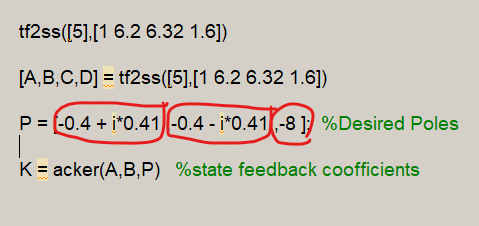 tf2ss([5],[1 6.2 6.32 1.6])
[A,B,C,D] = tf2ss([5],[1 6.2 6.32 1.6])
P = [-0.4 + i*0.41 -0.4 - i*0.41 ,-8 ]; %Desired Poles
K = acker(A,B,P) %state feedback cooffícients